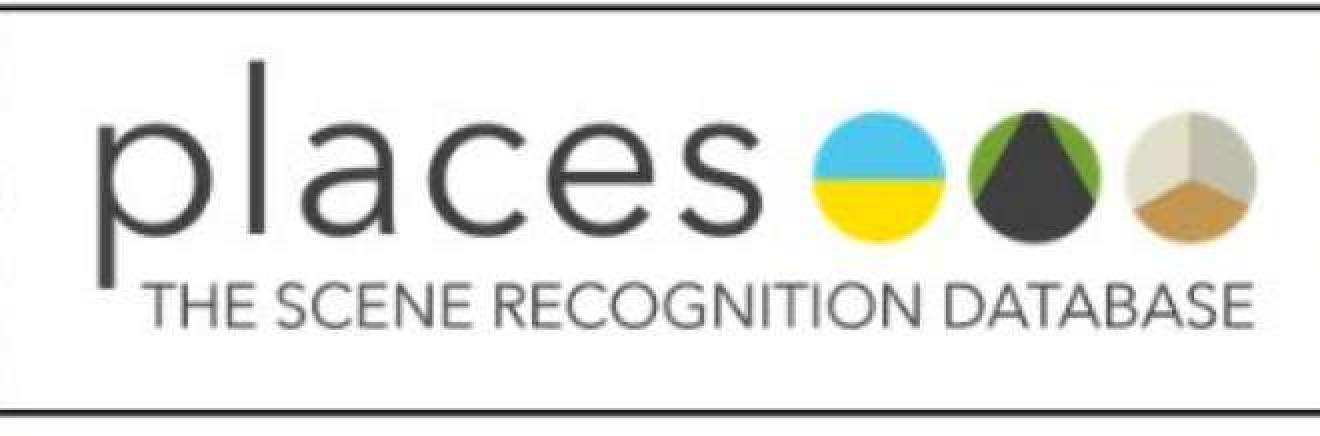 places
THE SCENE RECOGNITION DATABASE